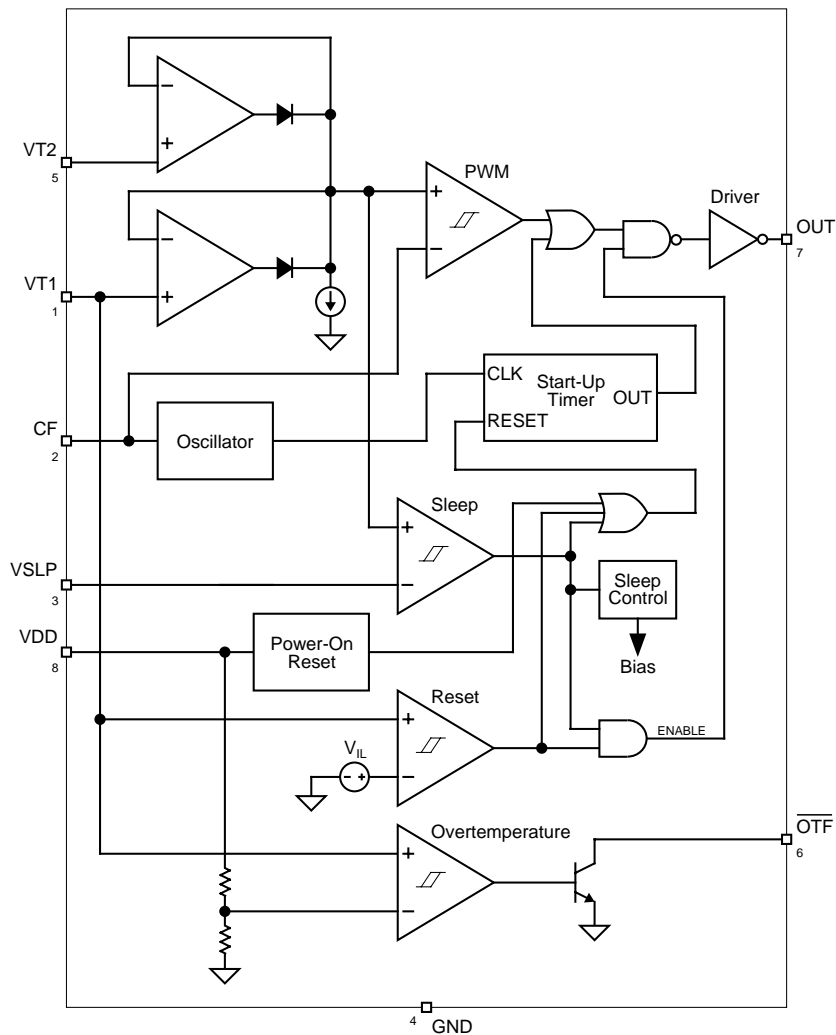 VT2
5
−
+
PWM
+
−
Driver
OUT
7
−
+
VT1
1
CLK
Start-Up
Timer
OUT
RESET
CF
2
Oscillator
Sleep
+
−
VSLP
3
Sleep
Control
Bias
VDD
8
Power-On
Reset
Reset
+
−
VIL
− +
ENABLE
Overtemperature
+
−
OTF
6
4
GND